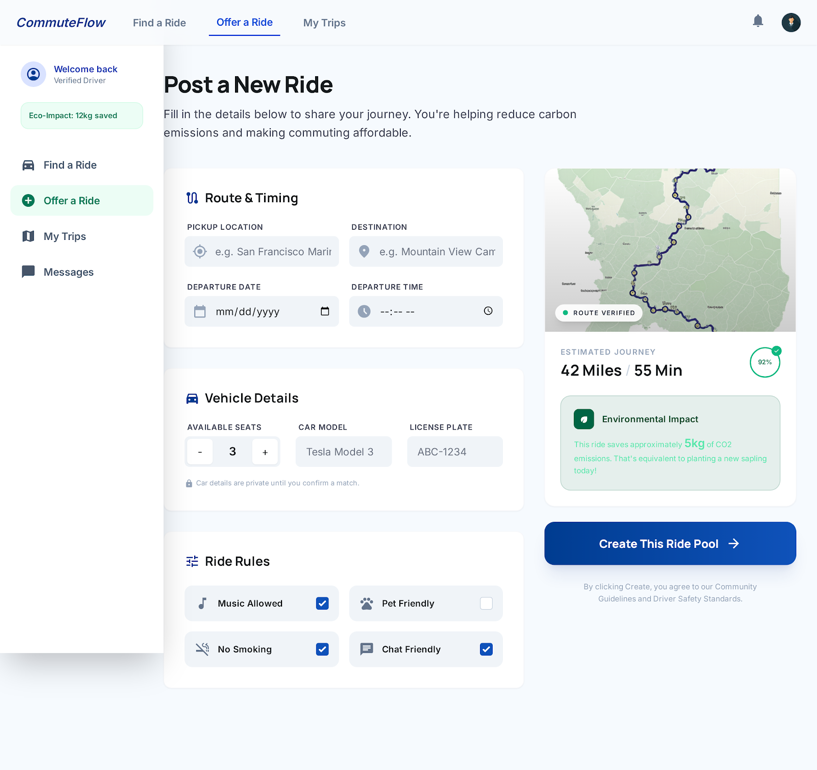 CommuteFlow
Find a Ride
Offer a Ride
My Trips
Welcome back
Verified Driver
Eco-Impact: 12kg saved
Find a Ride
Offer a Ride
My Trips
Messages
Post a New Ride
Fill in the details below to share your journey. You're helping reduce carbon
emissions and making commuting affordable.
Route & Timing
PICKUP LOCATION
DESTINATION
e.g. San Francisco Marin
e.g. Mountain View Cam
DEPARTURE DATE
DEPARTURE TIME
mm/dd/yyyy
--:-- --
Vehicle Details
AVAILABLE SEATS
CAR MODEL
LICENSE PLATE
- 3 +
Tesla Model 3
ABC-1234
Car details are private until you confirm a match.
Ride Rules
Music Allowed
Pet Friendly
No Smoking
Chat Friendly
ROUTE VERIFIED
ESTIMATED JOURNEY
42 Miles / 55 Min
92%
Environmental Impact
This ride saves approximately 5kg of CO2
emissions. That's equivalent to planting a new sapling
today!
Create This Ride Pool
By clicking Create, you agree to our Community
Guidelines and Driver Safety Standards.